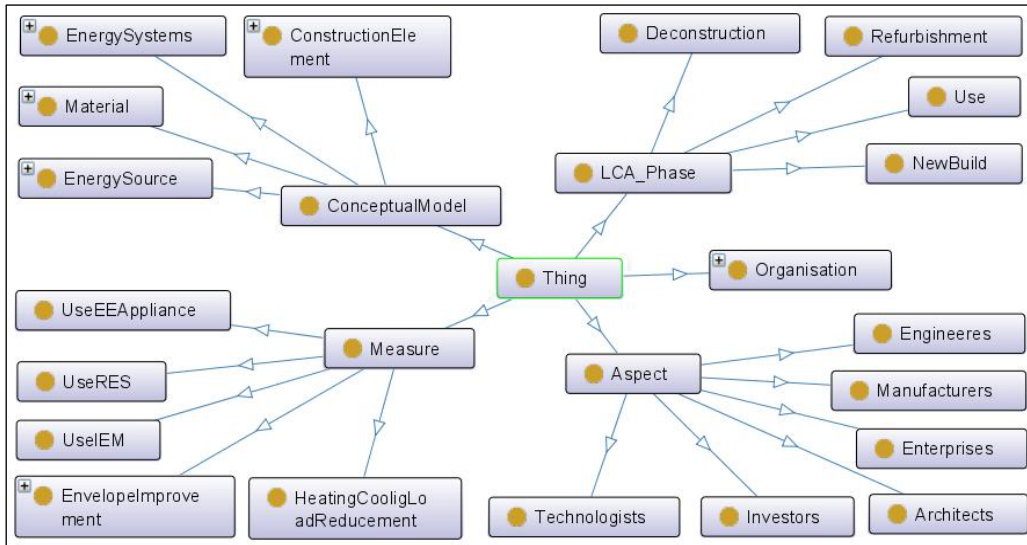 EnergySystems
ConstructionEle
ment
Deconstruction
Refurbishment
Material
Use
EnergySource
LCA_Phase
NewBuild
ConceptualModel
Thing
Organisation
UseEEAppliance
Measure
Engineeres
Aspect
UseRES
Manufacturers
UseIEM
Enterprises
EnvelopeImprove
ment
HeatingCooligLo
adReducement
Technologists
Investors
Architects